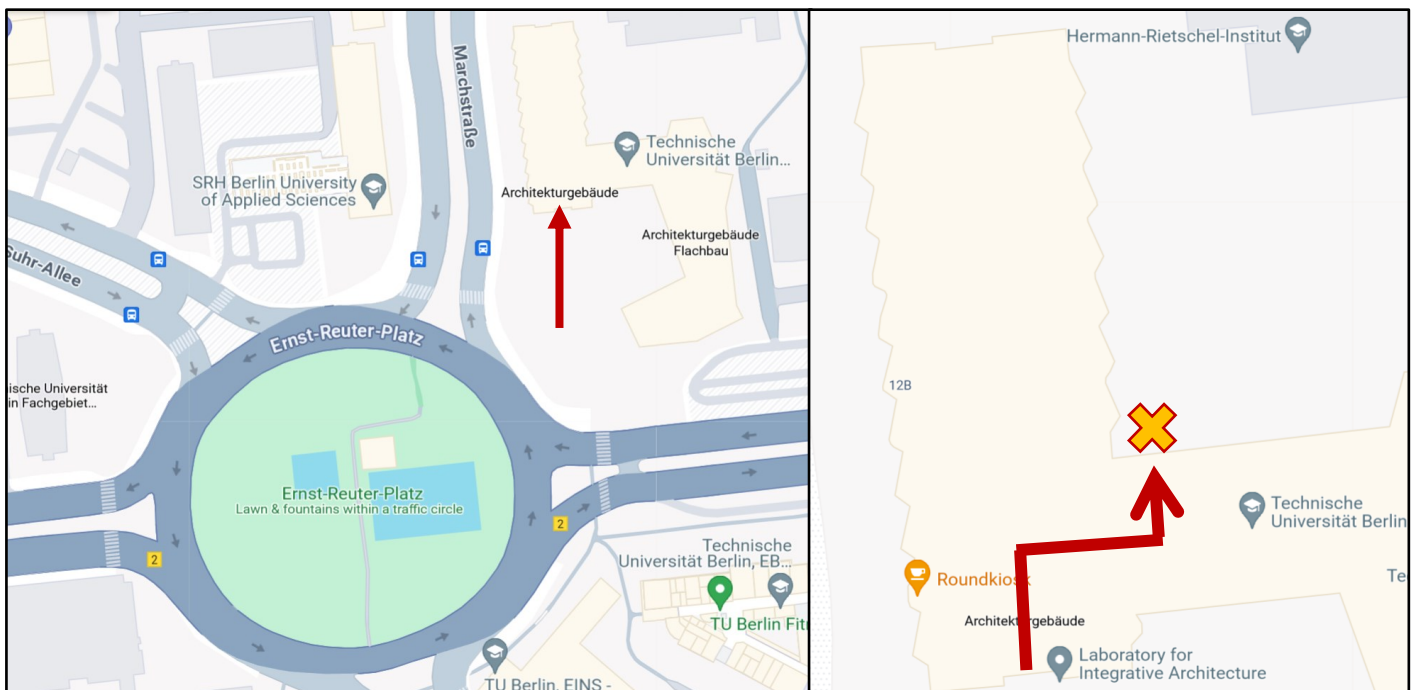 Marchstraße
Technische
Universität Berlin...
SRH Berlin University
of Applied Sciences
Architekturgebäude
Architekturgebäude
Flachbau
Suhr-Allee
Ernst-Reuter-Platz
ische Universität
in Fachgebiet...
Ernst-Reuter-Platz
Lawn & fountains within a traffic circle
2
2
Technische
Universität Berlin, EB...
TU Berlin Fit
TU Berlin, EINS -
Hermann-Rietschel-Institut
12B
Technische
Universität Berlin
Roundkiosk
Te
Architekturgebäude
Laboratory for
Integrative Architecture